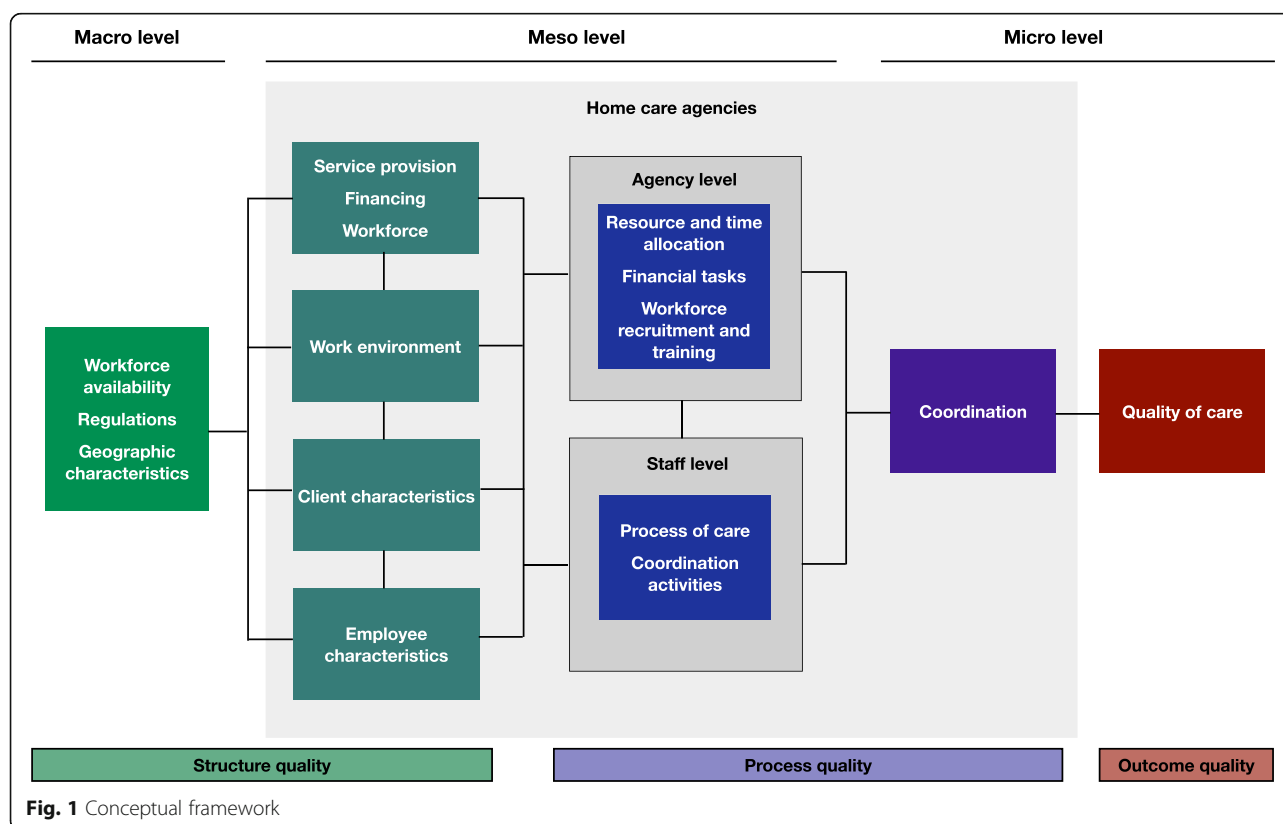 Macro level
Meso level
Micro level
Home care agencies
Workforce
availability
Regulations
Geographic
characteristics
Service provision
Financing
Workforce
Work environment
Client characteristics
Employee
characteristics
Agency level
Resource and time
allocation
Financial tasks
Workforce
recruitment and
training
Staff level
Process of care
Coordination
activities
Coordination
Quality of care
Structure quality
Process quality
Outcome quality
Fig. 1 Conceptual framework